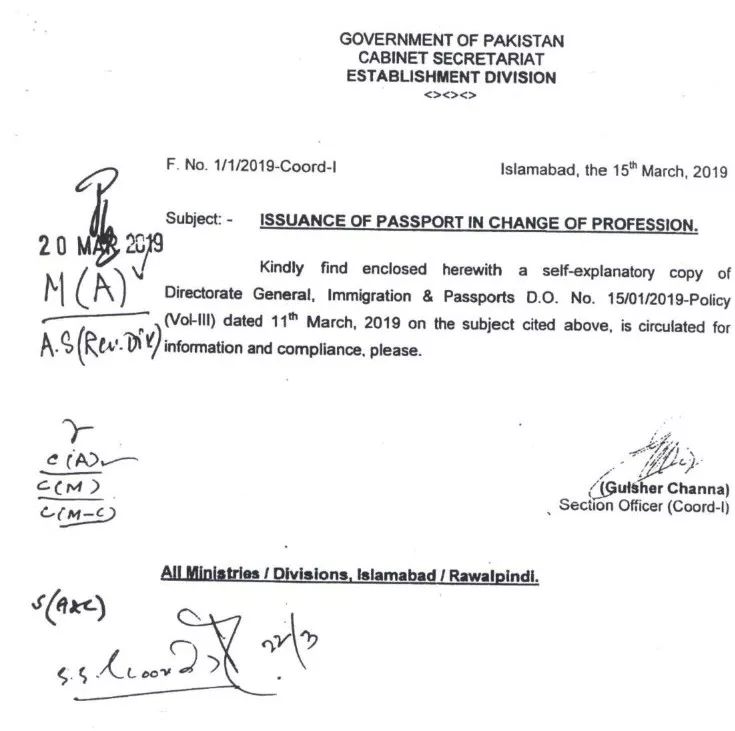 GOVERNMENT OF PAKISTAN
CABINET SECRETARIAT
ESTABLISHMENT DIVISION
<><><>
F. No. 1/1/2019-Coord-I
Islamabad, the 15th March, 2019
Subject: - ISSUANCE OF PASSPORT IN CHANGE OF PROFESSION.
20 MAR 2019
M(A)
A.S(Rev.Div)
Kindly find enclosed herewith a self-explanatory copy of
Directorate General, Immigration & Passports D.O. No. 15/01/2019-Policy
(Vol-III) dated 11th March, 2019 on the subject cited above, is circulated for
information and compliance, please.
C(A)
C(M)
C(M-C)
(Gulsher Channa)
Section Officer (Coord-I)
All Ministries / Divisions, Islamabad / Rawalpindi.
S(A&C)
S.S. (Coord 22/3